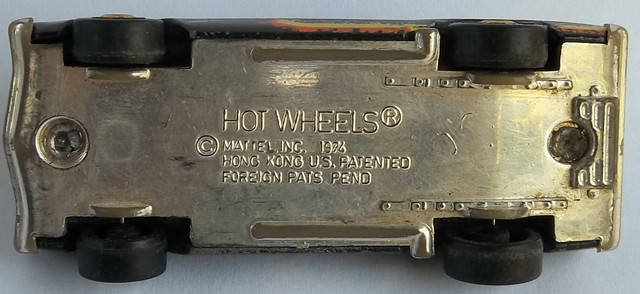 HOT WHEELS®
© MATTEL, INC. 1974
HONG KONG U.S. PATENTED
FOREIGN PATS PEND